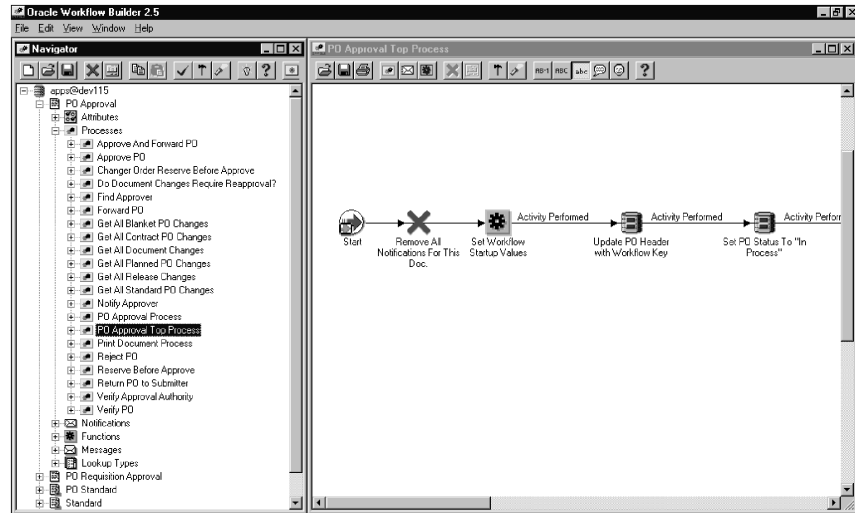 Oracle Workflow Builder 2.5
File Edit View Window Help
Navigator
apps@dev115
PO Approval
Attributes
Processes
Approve And Forward PO
Approve PO
Changer Order Reserve Before Approve
Do Document Changes Require Reapproval?
Find Approver
Forward PO
Get All Blanket PO Changes
Get All Contract PO Changes
Get All Document Changes
Get All Planned PO Changes
Get All Release Changes
Get All Standard PO Changes
Notify Approver
PO Approval Process
PO Approval Top Process
Print Document Process
Reject PO
Reserve Before Approve
Return PO to Submitter
Verify Approval Authority
Verify PO
Notifications
Functions
Messages
Lookup Types
PO Requisition Approval
PO Standard
Standard
PO Approval Top Process
ABC abc
Activity Performed
Activity Performed
Activity Perfor
Start
Remove All
Notifications For This
Doc.
Set Workflow
Startup Values
Update PO Header
with Workflow Key
Set PO Status To "In
Process"